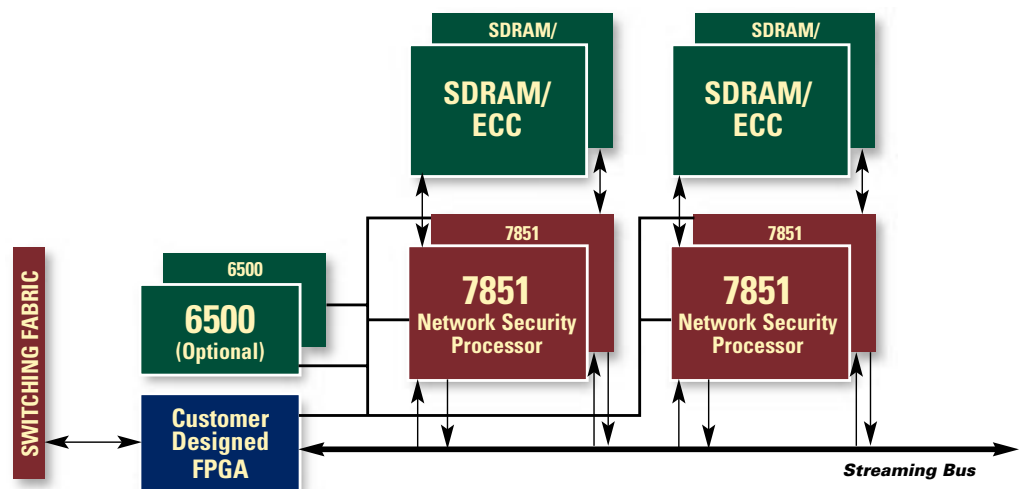 SDRAM/
SDRAM/
ECC
SDRAM/
SDRAM/
ECC
7851
7851
Network Security
Processor
7851
7851
Network Security
Processor
SWITCHING FABRIC
6500
6500
(Optional)
Customer
Designed
FPGA
Streaming Bus